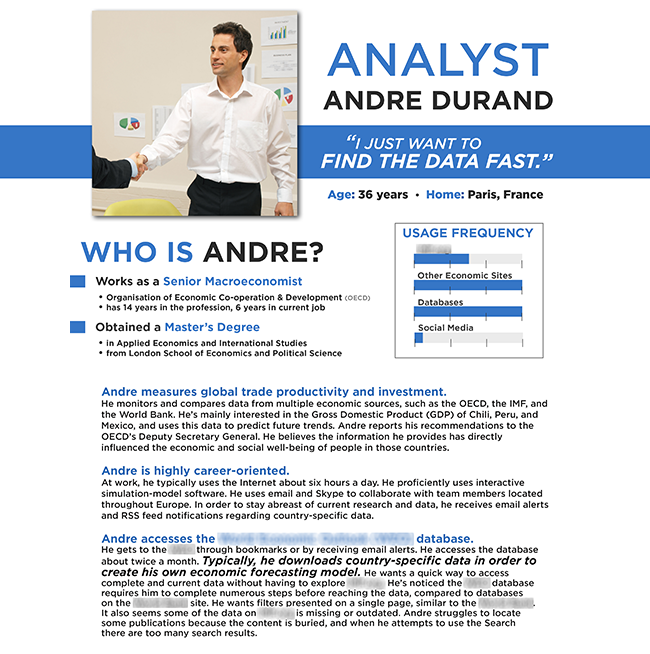 ANALYST
ANDRE DURAND
“I JUST WANT TO
FIND THE DATA FAST.”
Age: 36 years • Home: Paris, France
WHO IS ANDRE?
Works as a Senior Macroeconomist
• Organisation of Economic Co-operation & Development (OECD)
• has 14 years in the profession, 6 years in current job
Obtained a Master’s Degree
• in Applied Economics and International Studies
• from London School of Economics and Political Science
USAGE FREQUENCY
Other Economic Sites
Databases
Social Media
Andre measures global trade productivity and investment.
He monitors and compares data from multiple economic sources, such as the OECD, the IMF, and
the World Bank. He’s mainly interested in the Gross Domestic Product (GDP) of Chili, Peru, and
Mexico, and uses this data to predict future trends. Andre reports his recommendations to the
OECD’s Deputy Secretary General. He believes the information he provides has directly
influenced the economic and social well-being of people in those countries.
Andre is highly career-oriented.
At work, he typically uses the Internet about six hours a day. He proficiently uses interactive
simulation-model software. He uses email and Skype to collaborate with team members located
throughout Europe. In order to stay abreast of current research and data, he receives email alerts
and RSS feed notifications regarding country-specific data.
Andre accesses the database.
He gets to the through bookmarks or by receiving email alerts. He accesses the database
about twice a month. Typically, he downloads country-specific data in order to
create his own economic forecasting model. He wants a quick way to access
complete and current data without having to explore . He’s noticed the database
requires him to complete numerous steps before reaching the data, compared to databases
on the site. He wants filters presented on a single page, similar to the .
It also seems some of the data on is missing or outdated. Andre struggles to locate
some publications because the content is buried, and when he attempts to use the Search
there are too many search results.